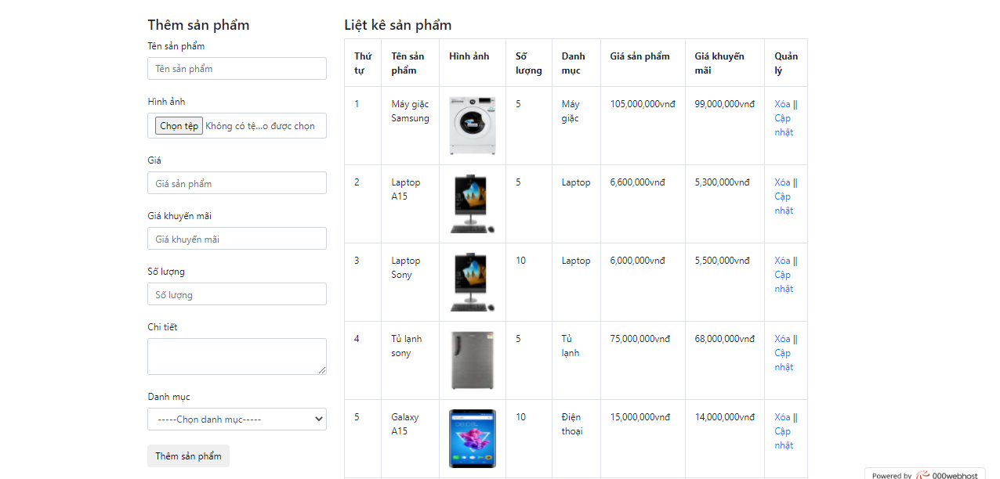 Thêm sản phẩm
Tên sản phẩm
Tên sản phẩm
Hình ảnh
Chọn tệp Không có tệ...o được chọn
Giá
Giá sản phẩm
Giá khuyến mãi
Giá khuyến mãi
Số lượng
Số lượng
Chi tiết
Danh mục
-----Chọn danh mục-----
Thêm sản phẩm
Liệt kê sản phẩm
Thứ tự
Tên sản phẩm
Hình ảnh
Số lượng
Danh mục
Giá sản phẩm
Giá khuyến mãi
Quản lý
1
Máy giặc Samsung
5
Máy giặc
105,000,000vnđ
99,000,000vnđ
Xóa || Cập nhật
2
Laptop A15
5
Laptop
6,600,000vnđ
5,300,000vnđ
Xóa || Cập nhật
3
Laptop Sony
10
Laptop
6,000,000vnđ
5,500,000vnđ
Xóa || Cập nhật
4
Tủ lạnh sony
5
Tủ lạnh
75,000,000vnđ
68,000,000vnđ
Xóa || Cập nhật
5
Galaxy A15
10
Điện thoại
15,000,000vnđ
14,000,000vnđ
Xóa || Cập nhật
Powered by 000webhost